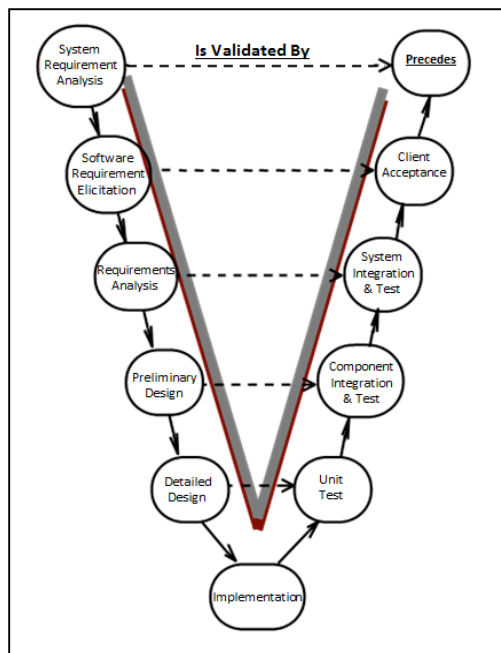 System
Requirement
Analysis
Is Validated By
Precedes
Software
Requirement
Elicitation
Client
Acceptance
Requirements
Analysis
System
Integration
& Test
Preliminary
Design
Component
Integration
& Test
Detailed
Design
Unit
Test
Implementation